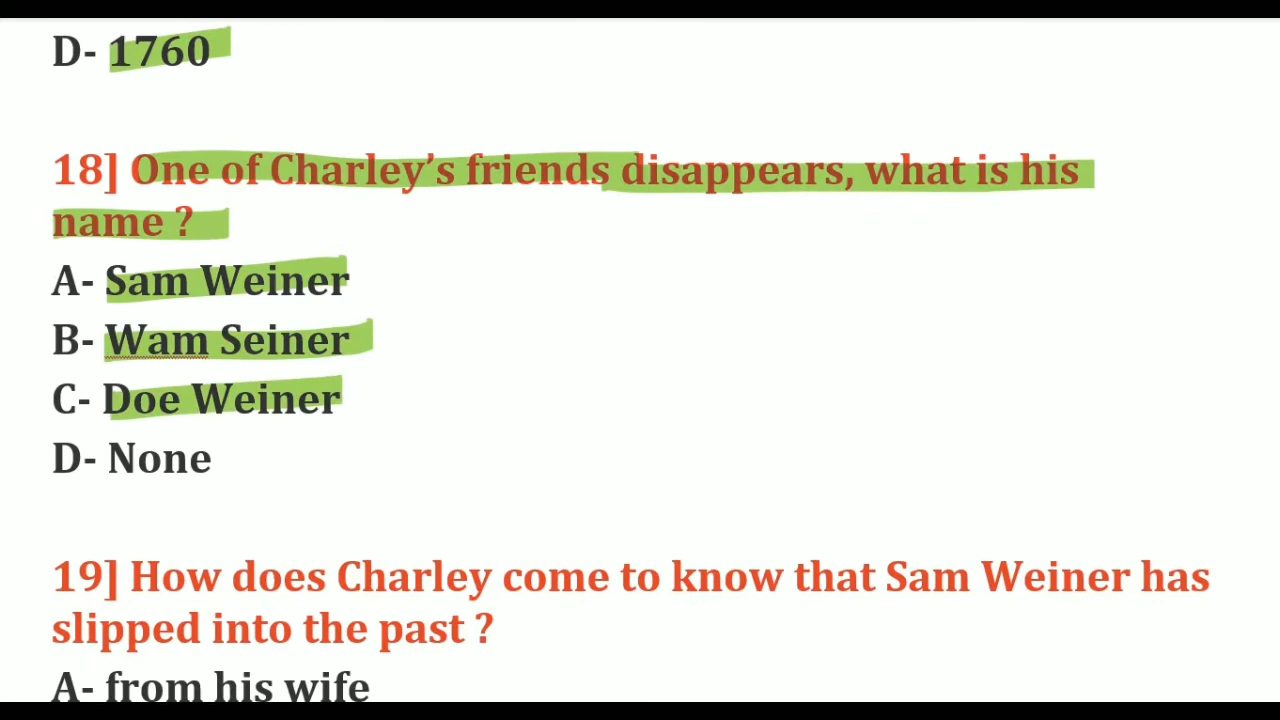 D- 1760
18] One of Charley’s friends disappears, what is his
name ?
A- Sam Weiner
B- Wam Seiner
C- Doe Weiner
D- None
19] How does Charley come to know that Sam Weiner has
slipped into the past ?
A- from his wife